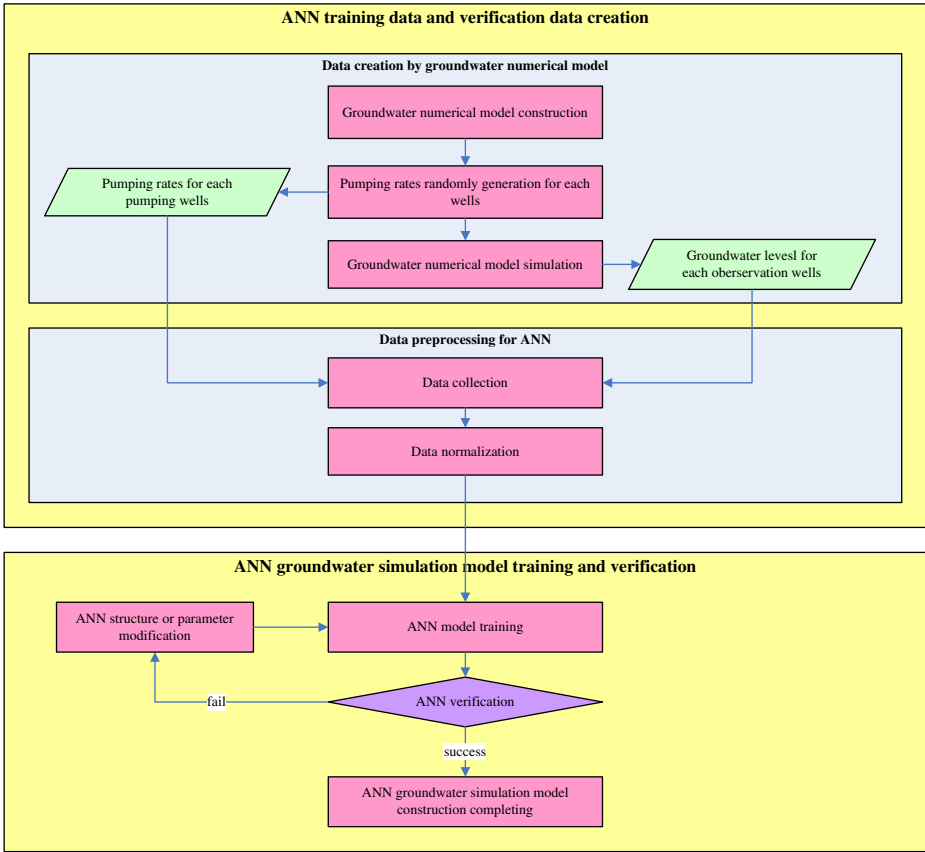 ANN training data and verification data creation
Data creation by groundwater numerical model
Groundwater numerical model construction
Pumping rates for each
pumping wells
Pumping rates randomly generation for each
wells
Groundwater numerical model simulation
Groundwater levesl for
each oberservation wells
Data preprocessing for ANN
Data collection
Data normalization
ANN groundwater simulation model training and verification
ANN structure or parameter
modification
ANN model training
ANN verification
fail
success
ANN groundwater simulation model
construction completing